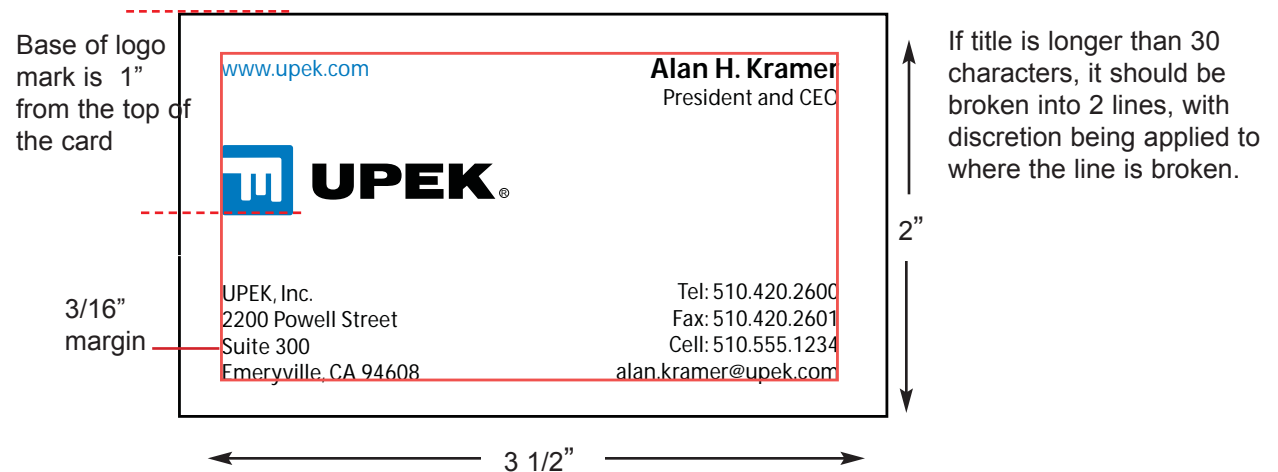 Base of logo
mark is 1”
from the top of
the card
www.upek.com
Alan H. Kramer
President and CEO
UPEK®
UPEK, Inc.
2200 Powell Street
Suite 300
Emeryville, CA 94608
Tel: 510.420.2600
Fax: 510.420.2601
Cell: 510.555.1234
alan.kramer@upek.com
3/16”
margin
2”
3 1/2”
If title is longer than 30
characters, it should be
broken into 2 lines, with
discretion being applied to
where the line is broken.